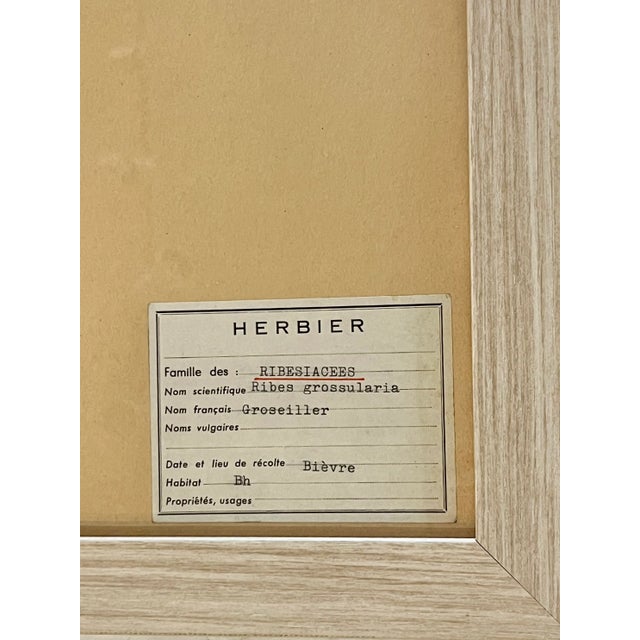 HERBIER
Famille des : RIBESIACEES
Nom scientifique Ribes grossularia
Nom français Groseiller
Noms vulgaires
Date et lieu de récolte Bièvre
Habitat Bh
Propriétés, usages